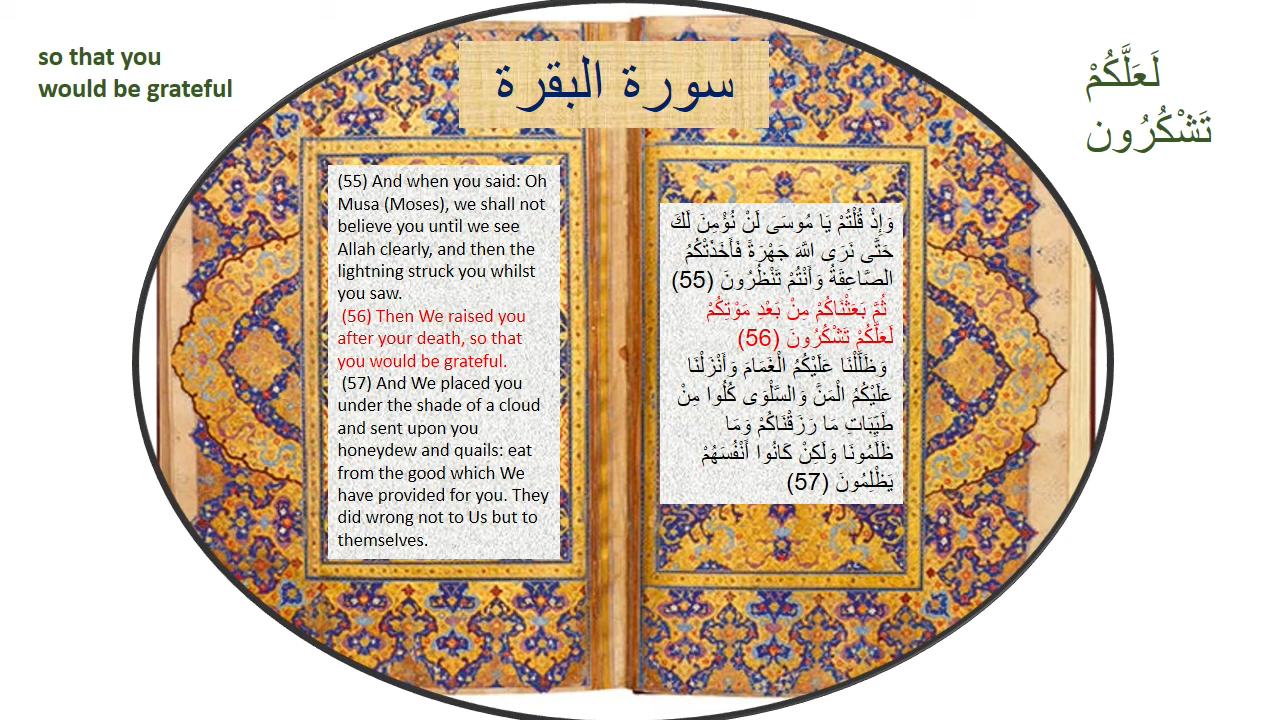 so that you
would be grateful
سورة البقرة
لَعَلَّكُمْ
تَشْكُرُون
(55) And when you said: Oh
Musa (Moses), we shall not
believe you until we see
Allah clearly, and then the
lightning struck you whilst
you saw.
(56) Then We raised you
after your death, so that
you would be grateful.
(57) And We placed you
under the shade of a cloud
and sent upon you
honeydew and quails: eat
from the good which We
have provided for you. They
did wrong not to Us but to
themselves.
وَإِذْ قُلْتُمْ يَا مُوسَى لَنْ نُؤْمِنَ لَكَ
حَتَّى نَرَى اللَّهَ جَهْرَةً فَأَخَذَتْكُمُ
الصَّاعِقَةُ وَأَنْتُمْ تَنْظُرُونَ (55)
ثُمَّ بَعَثْنَاكُمْ مِنْ بَعْدِ مَوْتِكُمْ
لَعَلَّكُمْ تَشْكُرُونَ (56)
وَظَلَّلْنَا عَلَيْكُمُ الْغَمَامَ وَأَنْزَلْنَا
عَلَيْكُمُ الْمَنَّ وَالسَّلْوَى كُلُوا مِنْ
طَيِّبَاتِ مَا رَزَقْنَاكُمْ وَمَا
ظَلَمُونَا وَلَكِنْ كَانُوا أَنْفُسَهُمْ
يَظْلِمُونَ (57)